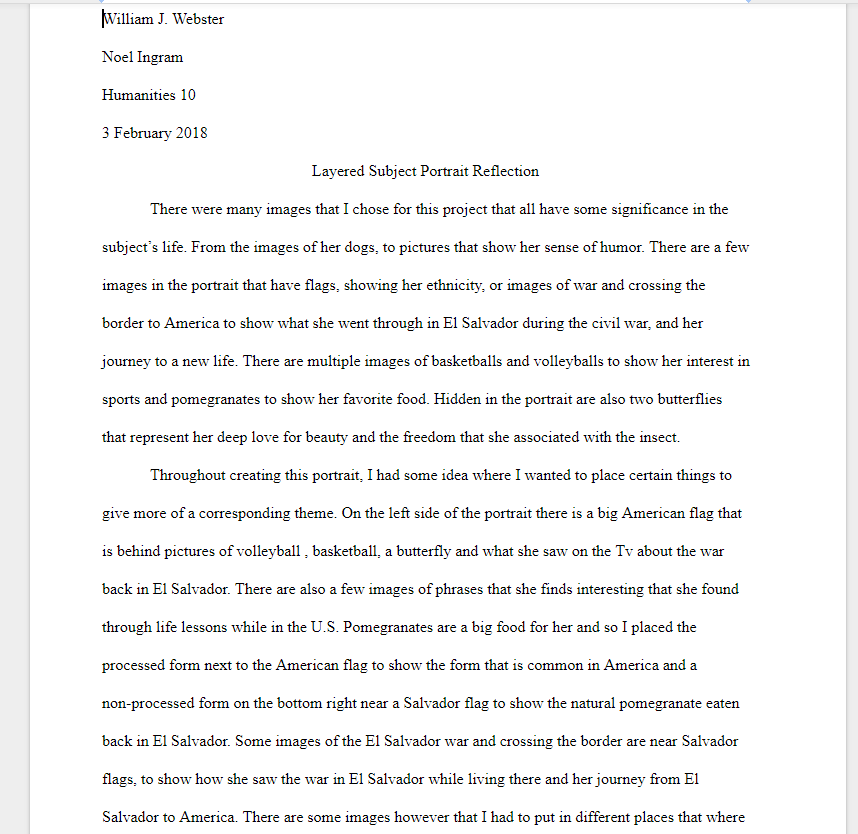 William J. Webster
Noel Ingram
Humanities 10
3 February 2018
Layered Subject Portrait Reflection
There were many images that I chose for this project that all have some significance in the
subject’s life. From the images of her dogs, to pictures that show her sense of humor. There are a few
images in the portrait that have flags, showing her ethnicity, or images of war and crossing the
border to America to show what she went through in El Salvador during the civil war, and her
journey to a new life. There are multiple images of basketballs and volleyballs to show her interest in
sports and pomegranates to show her favorite food. Hidden in the portrait are also two butterflies
that represent her deep love for beauty and the freedom that she associated with the insect.
Throughout creating this portrait, I had some idea where I wanted to place certain things to
give more of a corresponding theme. On the left side of the portrait there is a big American flag that
is behind pictures of volleyball , basketball, a butterfly and what she saw on the Tv about the war
back in El Salvador. There are also a few images of phrases that she finds interesting that she found
through life lessons while in the U.S. Pomegranates are a big food for her and so I placed the
processed form next to the American flag to show the form that is common in America and a
non-processed form on the bottom right near a Salvador flag to show the natural pomegranate eaten
back in El Salvador. Some images of the El Salvador war and crossing the border are near Salvador
flags, to show how she saw the war in El Salvador while living there and her journey from El
Salvador to America. There are some images however that I had to put in different places that where